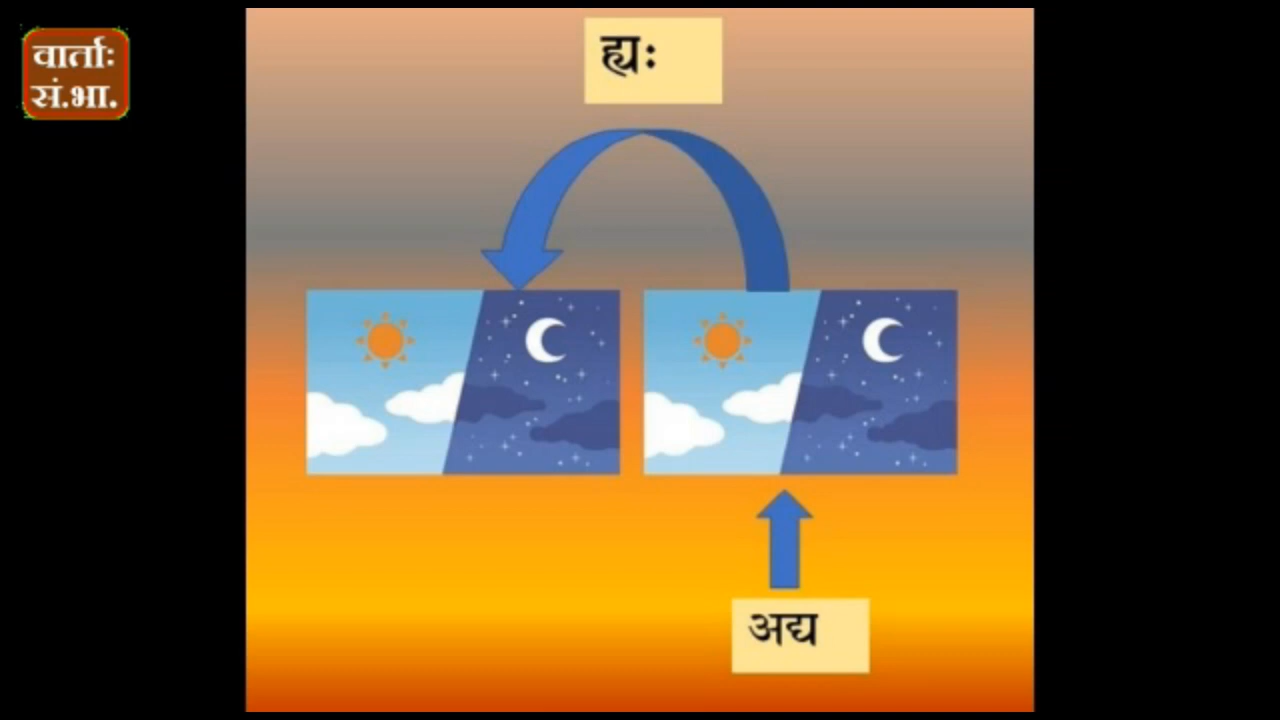 वार्ताः
सं.भा.
ह्यः
अद्य